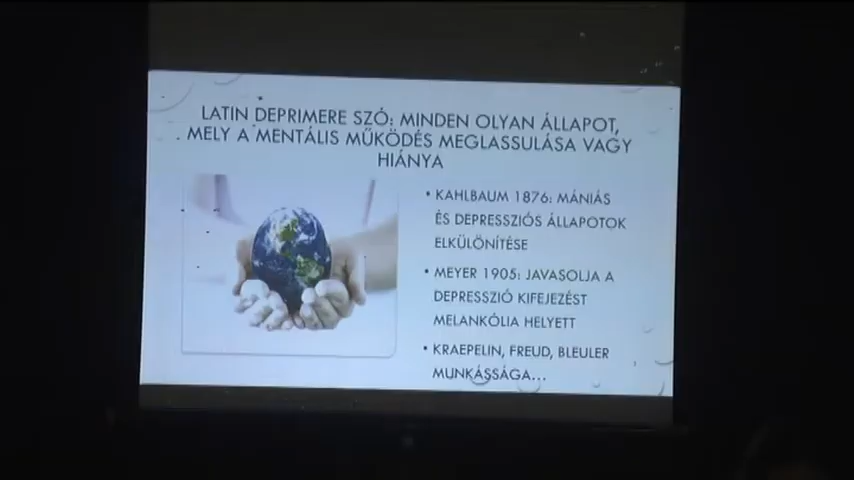 LATIN DEPRIMERE SZÓ: MINDEN OLYAN ÁLLAPOT,
MELY A MENTÁLIS MŰKÖDÉS MEGLASSULÁSA VAGY
HIÁNYA
• KAHLBAUM 1876: MÁNIÁS
ÉS DEPRESSZIÓS ÁLLAPOTOK
ELKÜLÖNÍTÉSE
• MEYER 1905: JAVASOLJA A
DEPRESSZIÓ KIFEJEZÉST
MELANKÓLIA HELYETT
• KRAEPELIN, FREUD, BLEULER
MUNKÁSSÁGA...